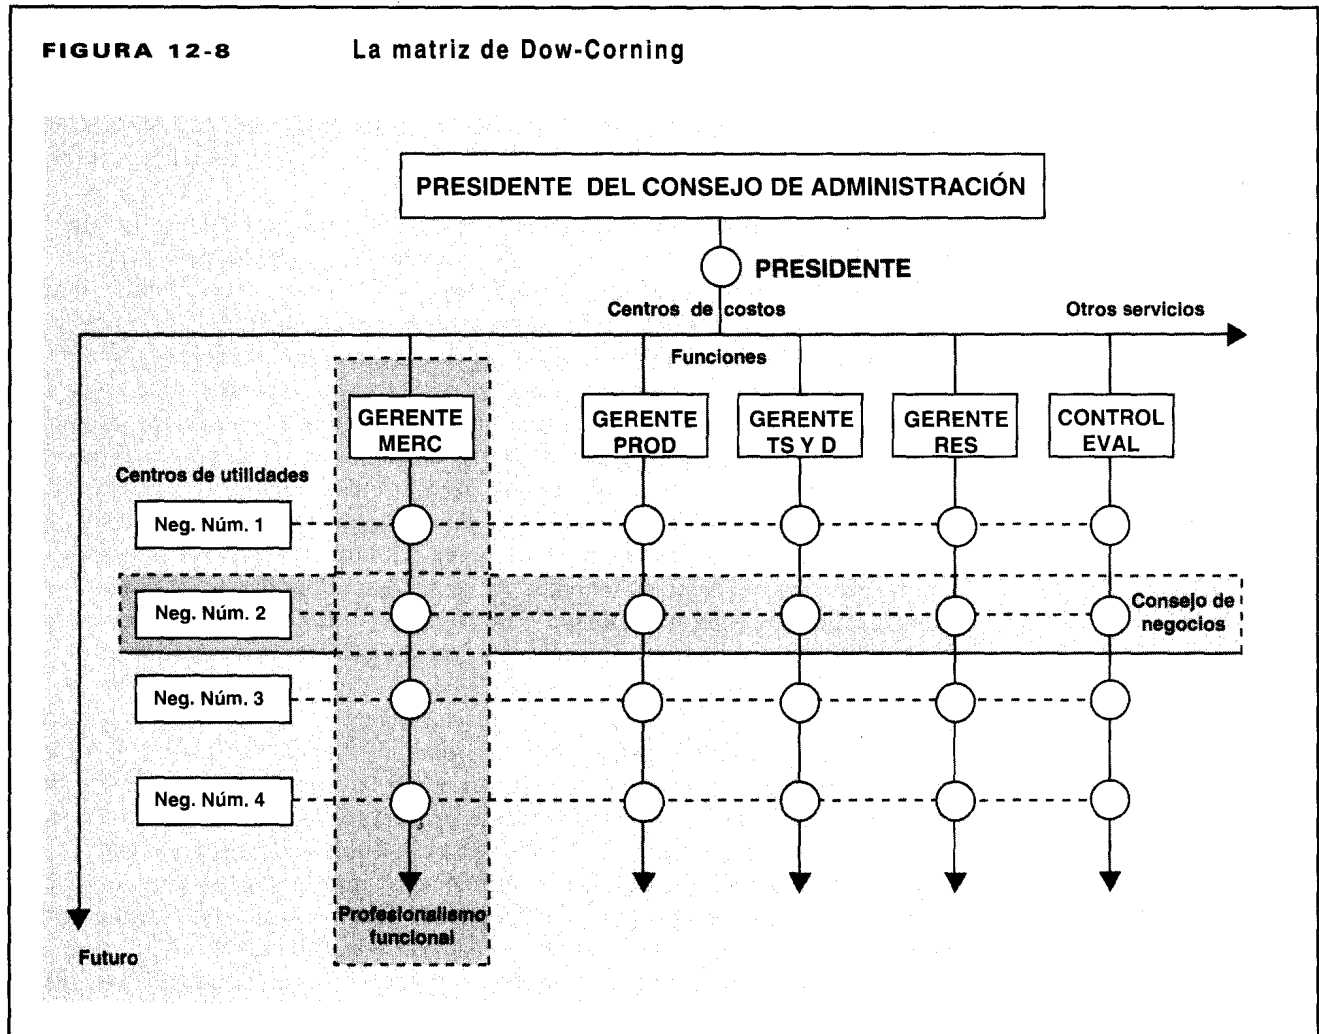 FIGURA 12-8 La matriz de Dow-Corning
PRESIDENTE DEL CONSEJO DE ADMINISTRACIÓN
PRESIDENTE
Centros de costos
Otros servicios
Funciones
GERENTE
MERC
GERENTE
PROD
GERENTE
TS Y D
GERENTE
RES
CONTROL
EVAL
Centros de utilidades
Neg. Núm. 1
Neg. Núm. 2
Consejo de
negocios
Neg. Núm. 3
Neg. Núm. 4
Profesionalismo
funcional
Futuro